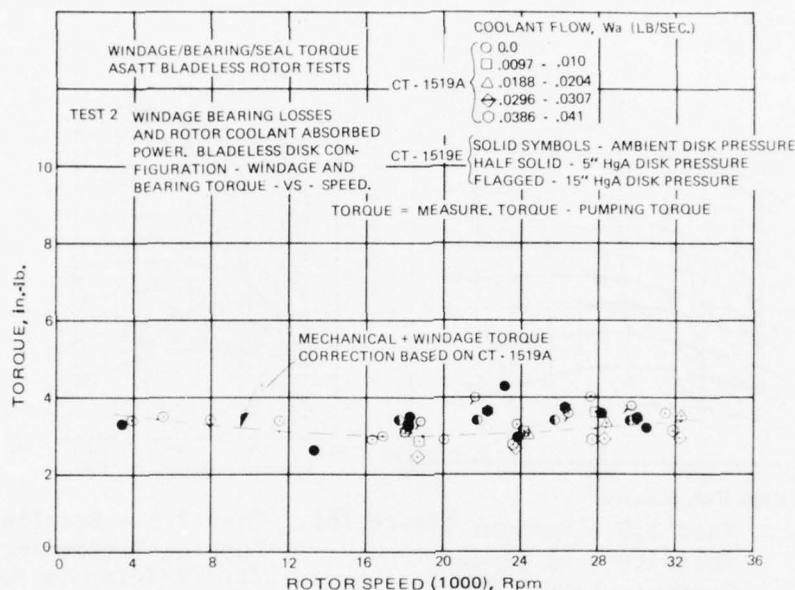 WINDAGE/BEARING/SEAL TORQUE
ASATT BLADELESS ROTOR TESTS
COOLANT FLOW, Wa (LB/SEC.)
CT - 1519A
0.0
.0097 - .010
.0188 - .0204
.0296 - .0307
.0386 - .041
TEST 2 WINDAGE BEARING LOSSES
AND ROTOR COOLANT ABSORBED
POWER. BLADELESS DISK CON-
FIGURATION - WINDAGE AND
BEARING TORQUE - VS - SPEED.
CT - 1519E
SOLID SYMBOLS - AMBIENT DISK PRESSURE
HALF SOLID - 5" HgA DISK PRESSURE
FLAGGED - 15" HgA DISK PRESSURE
TORQUE = MEASURE. TORQUE - PUMPING TORQUE
MECHANICAL + WINDAGE TORQUE
CORRECTION BASED ON CT - 1519A
TORQUE, in.-lb.
10
8
6
4
2
0
0 4 8 12 16 20 24 28 32 36
ROTOR SPEED (1000), Rpm